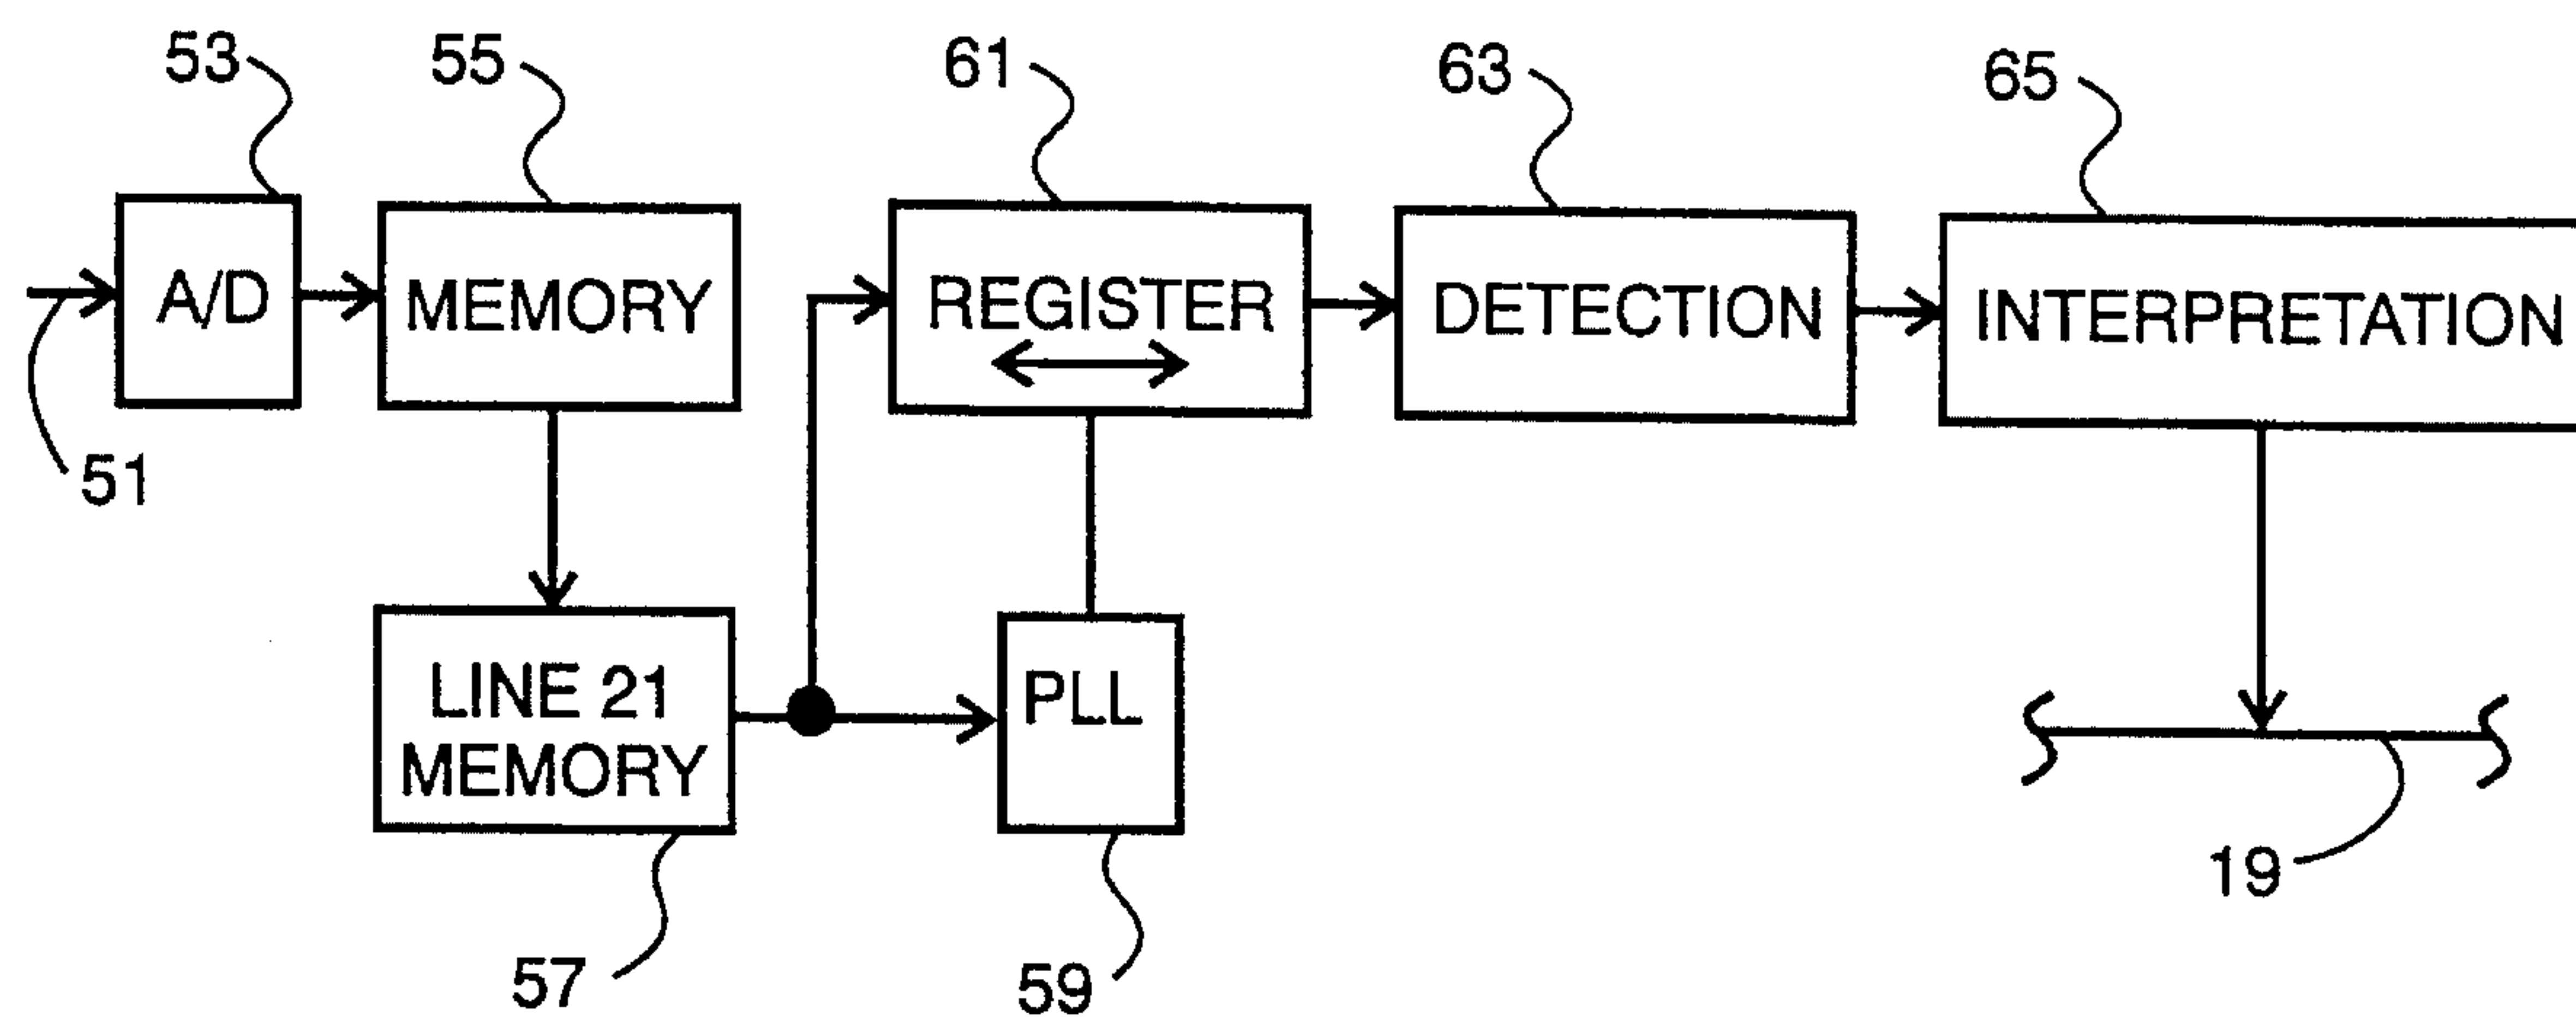 53
55
61
63
65
A/D
MEMORY
REGISTER
DETECTION
INTERPRETATION
51
LINE 21
MEMORY
PLL
19
57
59